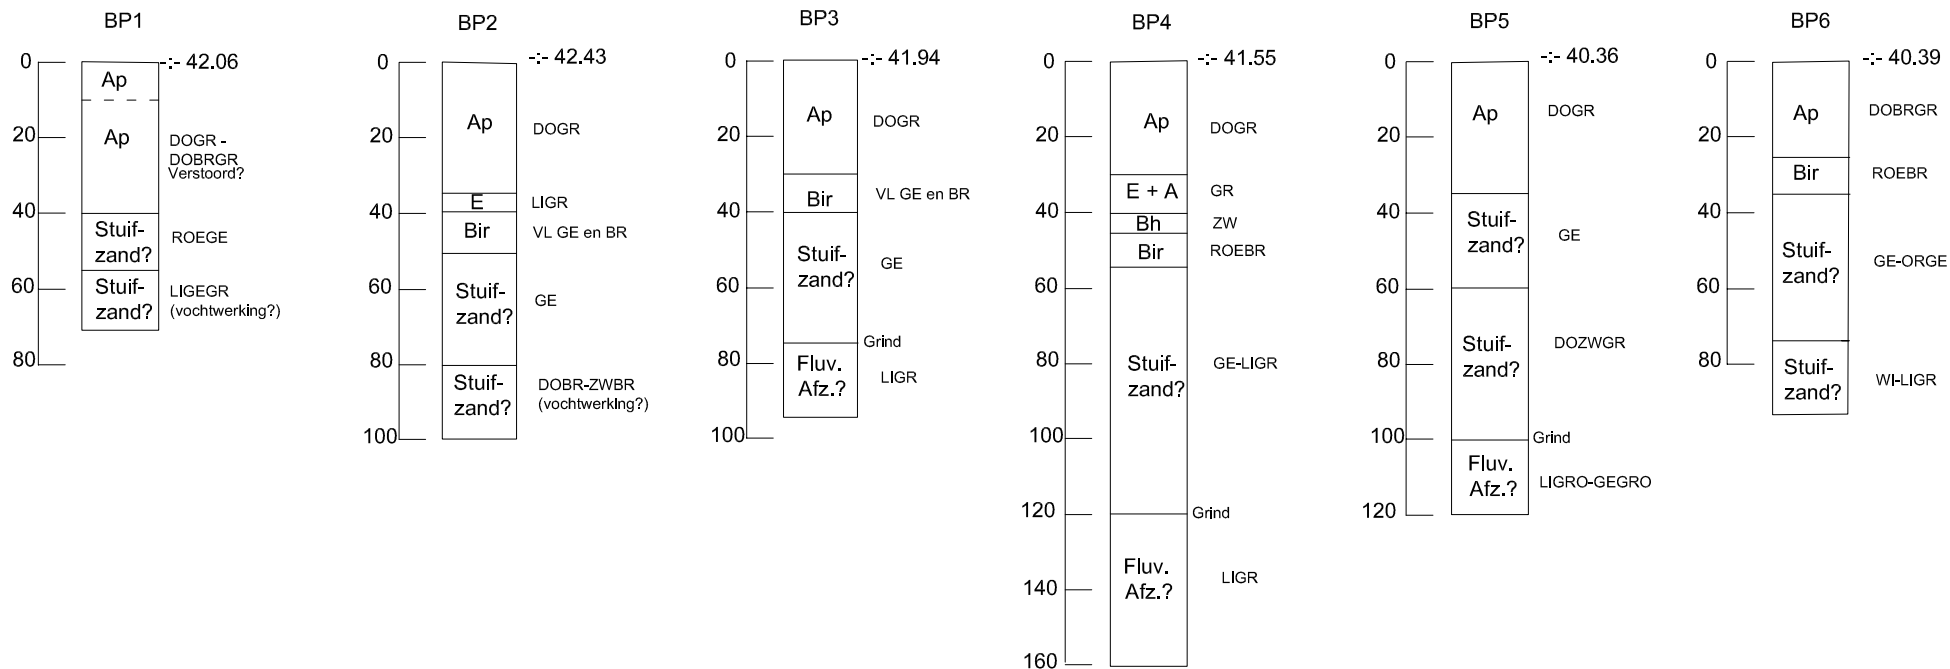 BP1
-:- 42.06
0
20
40
60
80
Ap
Ap
DOGR -
DOBRGR
Verstoord?
Stuif-
zand?
ROEGE
Stuif-
zand?
LIGEGR
(vochtwerking?)
BP2
-:- 42.43
0
20
40
60
80
100
Ap
DOGR
E
LIGR
Bir
VL GE en BR
Stuif-
zand?
GE
Stuif-
zand?
DOBR-ZWBR
(vochtwerking?)
BP3
-:- 41.94
0
20
40
60
80
100
Ap
DOGR
Bir
VL GE en BR
Stuif-
zand?
GE
Grind
Fluv.
Afz.?
LIGR
BP4
-:- 41.55
0
20
40
60
80
100
120
140
160
Ap
DOGR
E + A
GR
Bh
ZW
Bir
ROEBR
Stuif-
zand?
GE-LIGR
Grind
Fluv.
Afz.?
LIGR
BP5
-:- 40.36
0
20
40
60
80
100
120
Ap
DOGR
Stuif-
zand?
GE
Stuif-
zand?
DOZWGR
Grind
Fluv.
Afz.?
LIGRO-GEGRO
BP6
-:- 40.39
0
20
40
60
80
Ap
DOBRGR
Bir
ROEBR
Stuif-
zand?
GE-ORGE
Stuif-
zand?
WI-LIGR